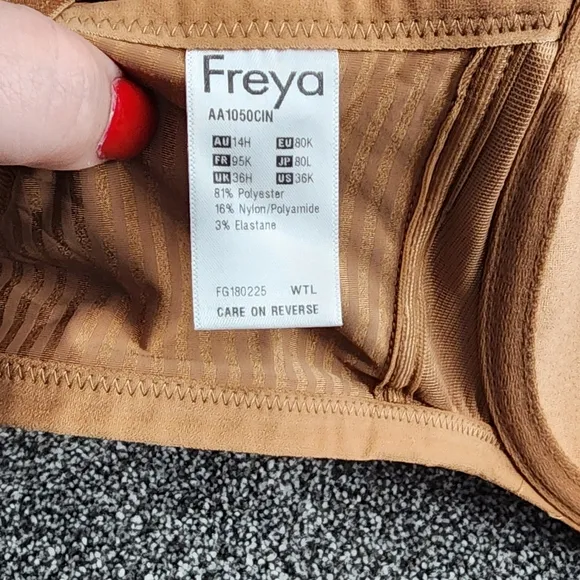 Freya
AA1050CIN
AU 14H EU 80K
FR 95K JP 80L
UK 36H US 36K
81% Polyester
16% Nylon/Polyamide
3% Elastane
FG180225 WTL
CARE ON REVERSE